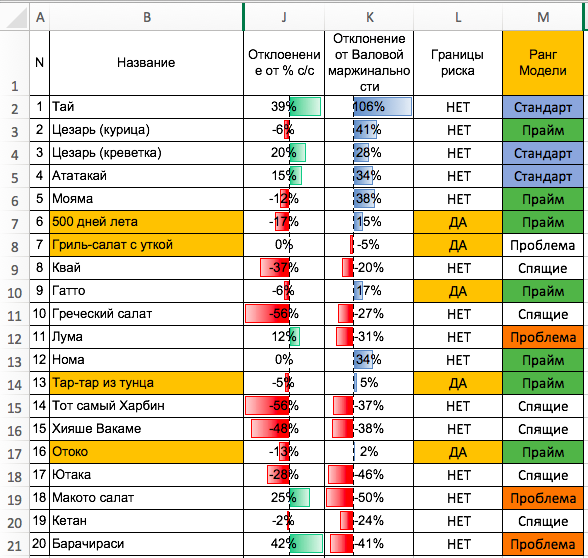 A B J K L M
1 N Название Отклоенени е от % с/с Отклонение от Валовой маржинально сти Границы риска Ранг Модели
2 1 Тай 39% 106% НЕТ Стандарт
3 2 Цезарь (курица) -6% 41% НЕТ Прайм
4 3 Цезарь (креветка) 20% 28% НЕТ Стандарт
5 4 Ататакай 15% 34% НЕТ Стандарт
6 5 Мояма -12% 38% НЕТ Прайм
7 6 500 дней лета -17% 15% ДА Прайм
8 7 Гриль-салат с уткой 0% -5% ДА Проблема
9 8 Квай -37% -20% НЕТ Спящие
10 9 Гатто -6% 17% ДА Прайм
11 10 Греческий салат -56% -27% НЕТ Спящие
12 11 Лума 12% -31% НЕТ Проблема
13 12 Нома 0% 34% НЕТ Прайм
14 13 Тар-тар из тунца -5% 5% ДА Прайм
15 14 Тот самый Харбин -56% -37% НЕТ Спящие
16 15 Хияше Вакаме -48% -38% НЕТ Спящие
17 16 Отоко -13% 2% ДА Прайм
18 17 Ютака -28% -46% НЕТ Спящие
19 18 Макото салат 25% -50% НЕТ Проблема
20 19 Кетан -2% -24% НЕТ Спящие
21 20 Барачираси 42% -41% НЕТ Проблема